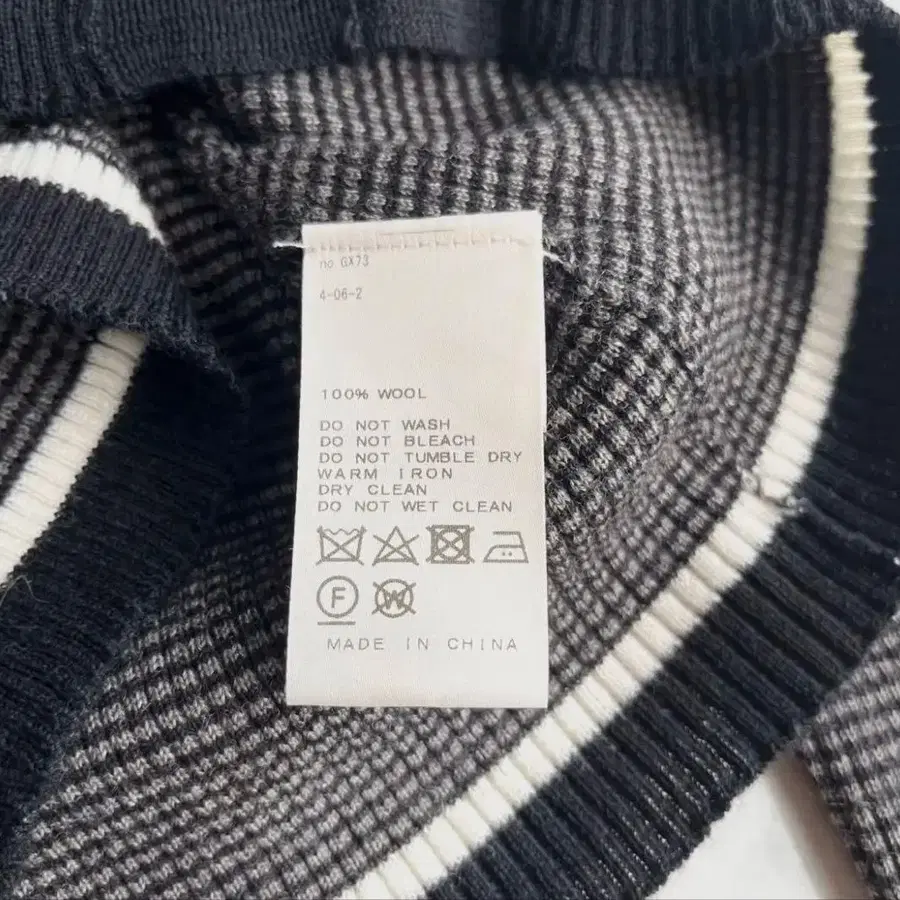 no GX73
4-06-2
100% WOOL
DO NOT WASH
DO NOT BLEACH
DO NOT TUMBLE DRY
WARM IRON
DRY CLEAN
DO NOT WET CLEAN
F W
MADE IN CHINA